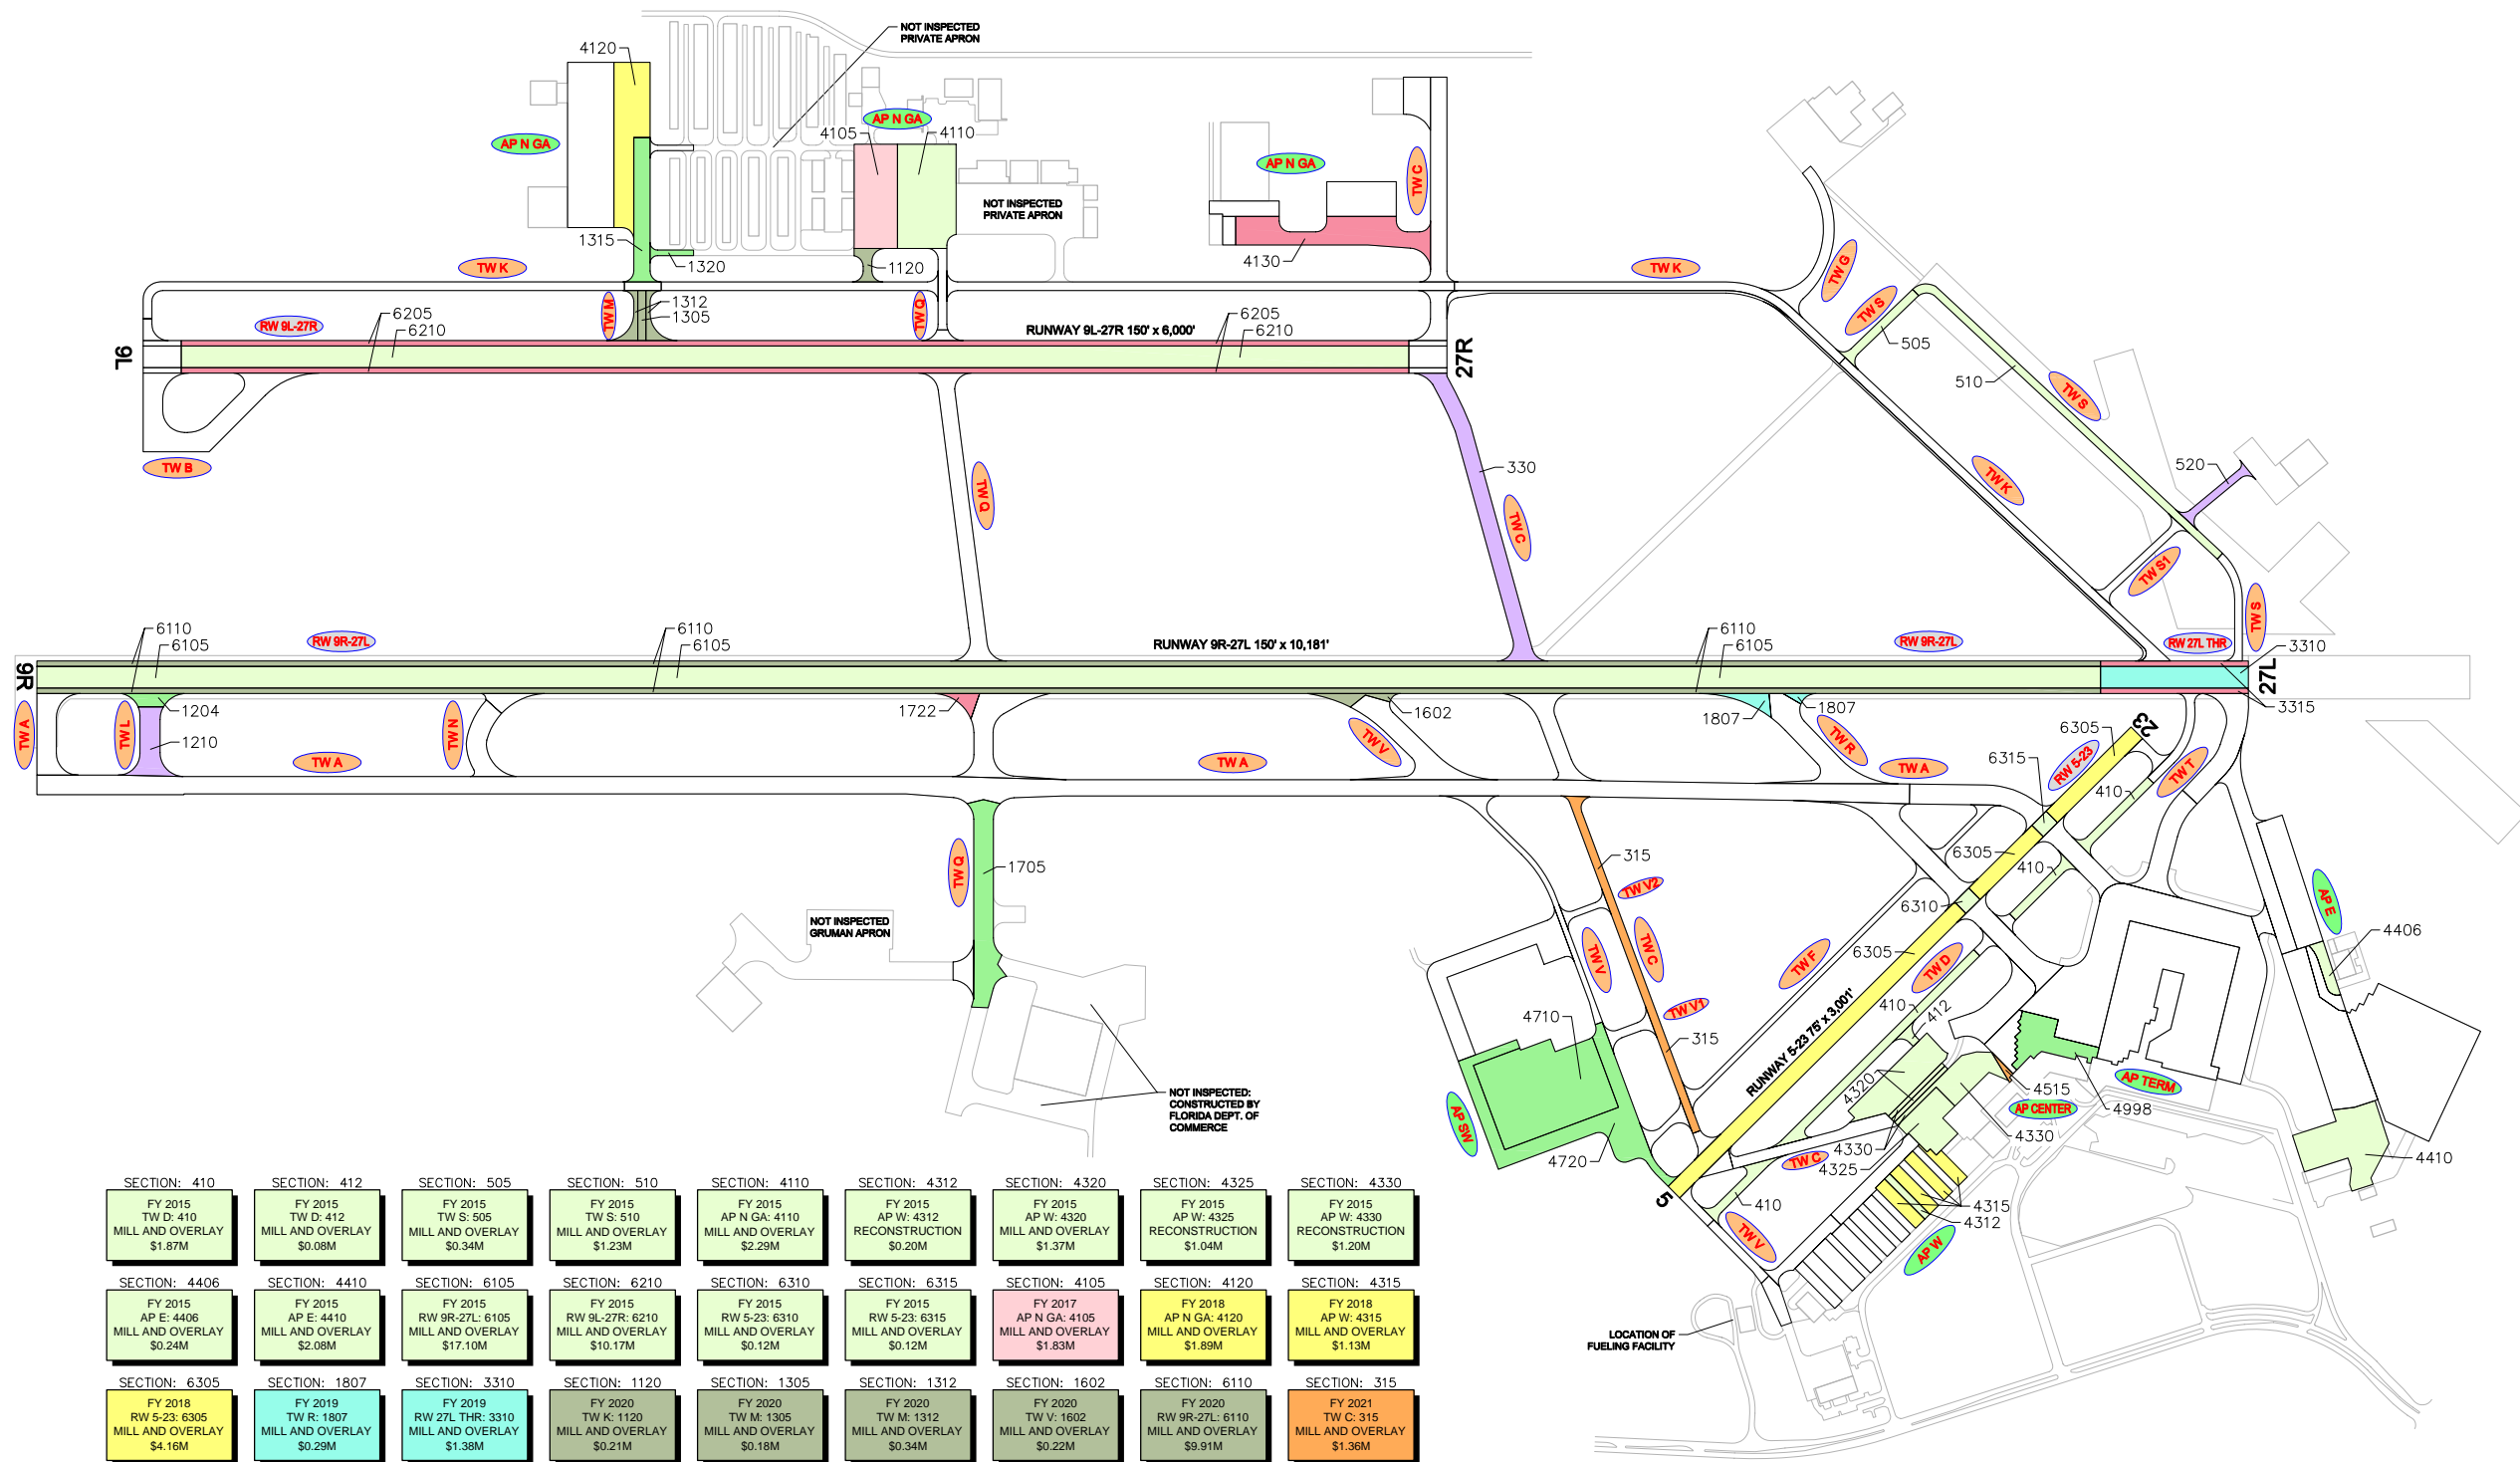 NOT INSPECTED
PRIVATE APRON
4120
AP N GA
AP N GA
4105
4110
AP N GA
TW C
NOT INSPECTED
PRIVATE APRON
1315
1320
1120
4130
TW K
TW K
TW G
TW S
TW M
1312
1305
TW Q
RW 9L-27R
6205
6210
RUNWAY 9L-27R 150' x 6,000'
6205
6210
505
9L
27R
510
TW S
TW B
TW Q
330
TW C
TW K
520
TW S1
TW S
6110
6105
RW 9R-27L
6110
6105
RUNWAY 9R-27L 150' x 10,181'
6110
6105
RW 9R-27L
RW 27L THR
3310
9R
27L
3315
1204
1210
TW A
TW L
TW A
TW N
1722
TW A
TW V
1602
1807
1807
TW R
TW A
6305
23
RW 5-23
6315
410
TW T
TW Q
1705
315
TW V2
6305
410
6310
AP E
4406
NOT INSPECTED
GRUMAN APRON
TW V
TW C
TW F
6305
TW D
TW V1
410
412
RUNWAY 5-23 75' x 3,001'
4710
315
4320
4515
AP TERM
4998
AP CENTER
4330
NOT INSPECTED:
CONSTRUCTED BY
FLORIDA DEPT. OF
COMMERCE
AP SW
4720
4330
TW C
4325
4410
5
410
4315
4312
TW V
AP W
LOCATION OF
FUELING FACILITY
SECTION: 410
FY 2015
TW D: 410
MILL AND OVERLAY
$1.87M
SECTION: 412
FY 2015
TW D: 412
MILL AND OVERLAY
$0.08M
SECTION: 505
FY 2015
TW S: 505
MILL AND OVERLAY
$0.34M
SECTION: 510
FY 2015
TW S: 510
MILL AND OVERLAY
$1.23M
SECTION: 4110
FY 2015
AP N GA: 4110
MILL AND OVERLAY
$2.29M
SECTION: 4312
FY 2015
AP W: 4312
RECONSTRUCTION
$0.20M
SECTION: 4320
FY 2015
AP W: 4320
MILL AND OVERLAY
$1.37M
SECTION: 4325
FY 2015
AP W: 4325
RECONSTRUCTION
$1.04M
SECTION: 4330
FY 2015
AP W: 4330
RECONSTRUCTION
$1.20M
SECTION: 4406
FY 2015
AP E: 4406
MILL AND OVERLAY
$0.24M
SECTION: 4410
FY 2015
AP E: 4410
MILL AND OVERLAY
$2.08M
SECTION: 6105
FY 2015
RW 9R-27L: 6105
MILL AND OVERLAY
$17.10M
SECTION: 6210
FY 2015
RW 9L-27R: 6210
MILL AND OVERLAY
$10.17M
SECTION: 6310
FY 2015
RW 5-23: 6310
MILL AND OVERLAY
$0.12M
SECTION: 6315
FY 2015
RW 5-23: 6315
MILL AND OVERLAY
$0.12M
SECTION: 4105
FY 2017
AP N GA: 4105
MILL AND OVERLAY
$1.83M
SECTION: 4120
FY 2018
AP N GA: 4120
MILL AND OVERLAY
$1.89M
SECTION: 4315
FY 2018
AP W: 4315
MILL AND OVERLAY
$1.13M
SECTION: 6305
FY 2018
RW 5-23: 6305
MILL AND OVERLAY
$4.16M
SECTION: 1807
FY 2019
TW R: 1807
MILL AND OVERLAY
$0.29M
SECTION: 3310
FY 2019
RW 27L THR: 3310
MILL AND OVERLAY
$1.38M
SECTION: 1120
FY 2020
TW K: 1120
MILL AND OVERLAY
$0.21M
SECTION: 1305
FY 2020
TW M: 1305
MILL AND OVERLAY
$0.18M
SECTION: 1312
FY 2020
TW M: 1312
MILL AND OVERLAY
$0.34M
SECTION: 1602
FY 2020
TW V: 1602
MILL AND OVERLAY
$0.22M
SECTION: 6110
FY 2020
RW 9R-27L: 6110
MILL AND OVERLAY
$9.91M
SECTION: 315
FY 2021
TW C: 315
MILL AND OVERLAY
$1.36M